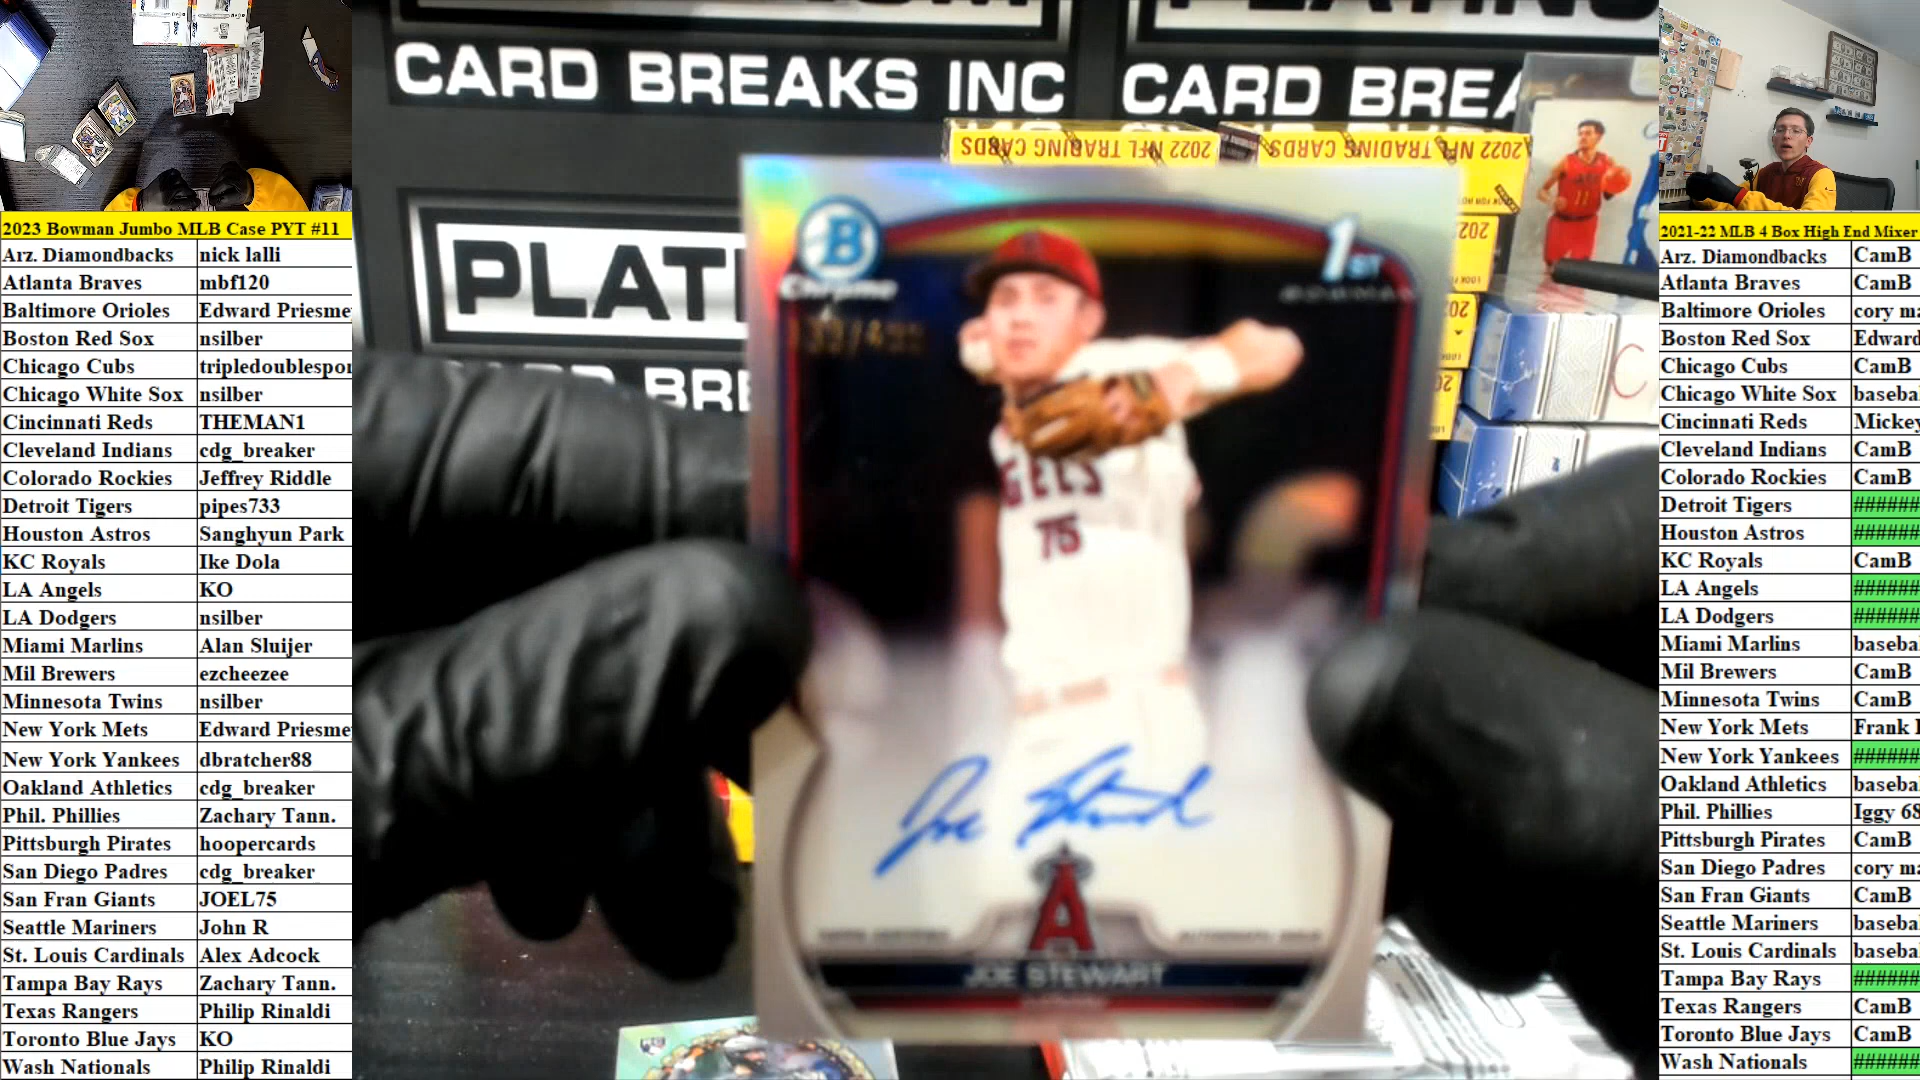 2023 Bowman Jumbo MLB Case PYT #11
Arz. Diamondbacks nick lalli
Atlanta Braves mbf120
Baltimore Orioles Edward Priesme
Boston Red Sox nsilber
Chicago Cubs tripledoublespor
Chicago White Sox nsilber
Cincinnati Reds THEMAN1
Cleveland Indians cdg_breaker
Colorado Rockies Jeffrey Riddle
Detroit Tigers pipes733
Houston Astros Sanghyun Park
KC Royals Ike Dola
LA Angels KO
LA Dodgers nsilber
Miami Marlins Alan Sluijer
Mil Brewers ezcheezee
Minnesota Twins nsilber
New York Mets Edward Priesme
New York Yankees dbratcher88
Oakland Athletics cdg_breaker
Phil. Phillies Zachary Tann.
Pittsburgh Pirates hoopercards
San Diego Padres cdg_breaker
San Fran Giants JOEL75
Seattle Mariners John R
St. Louis Cardinals Alex Adcock
Tampa Bay Rays Zachary Tann.
Texas Rangers Philip Rinaldi
Toronto Blue Jays KO
Wash Nationals Philip Rinaldi
CARD BREAKS INC CARD BREA
2022 NFL TRADING CARDS 2022 NFL TRADING CARDS
PLATI
RD BRE
B
Chrome
1ST
BOWMAN
GELS
75
Joe Stewart
A
JOE STEWART
2021-22 MLB 4 Box High End Mixer
Arz. Diamondbacks CamB
Atlanta Braves CamB
Baltimore Orioles cory ma
Boston Red Sox Edward
Chicago Cubs CamB
Chicago White Sox baseba
Cincinnati Reds Mickey
Cleveland Indians CamB
Colorado Rockies CamB
Detroit Tigers ######
Houston Astros ######
KC Royals CamB
LA Angels ######
LA Dodgers ######
Miami Marlins baseba
Mil Brewers CamB
Minnesota Twins CamB
New York Mets Frank
New York Yankees ######
Oakland Athletics baseba
Phil. Phillies Iggy 68
Pittsburgh Pirates CamB
San Diego Padres cory ma
San Fran Giants CamB
Seattle Mariners baseba
St. Louis Cardinals baseba
Tampa Bay Rays ######
Texas Rangers CamB
Toronto Blue Jays CamB
Wash Nationals ######